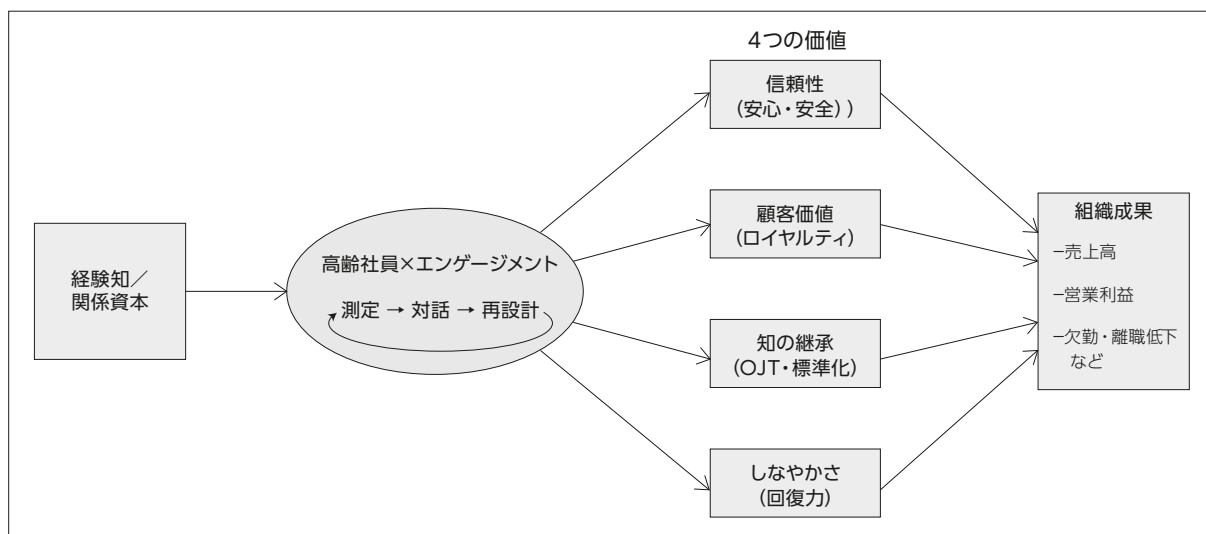 経験知／
関係資本
高齢社員×エンゲージメント
測定 → 対話 → 再設計
4つの価値
信頼性
（安心・安全））
顧客価値
（ロイヤルティ）
知の継承
（OJT・標準化）
しなやかさ
（回復力）
組織成果
−売上高
−営業利益
−欠勤・離職低下
など